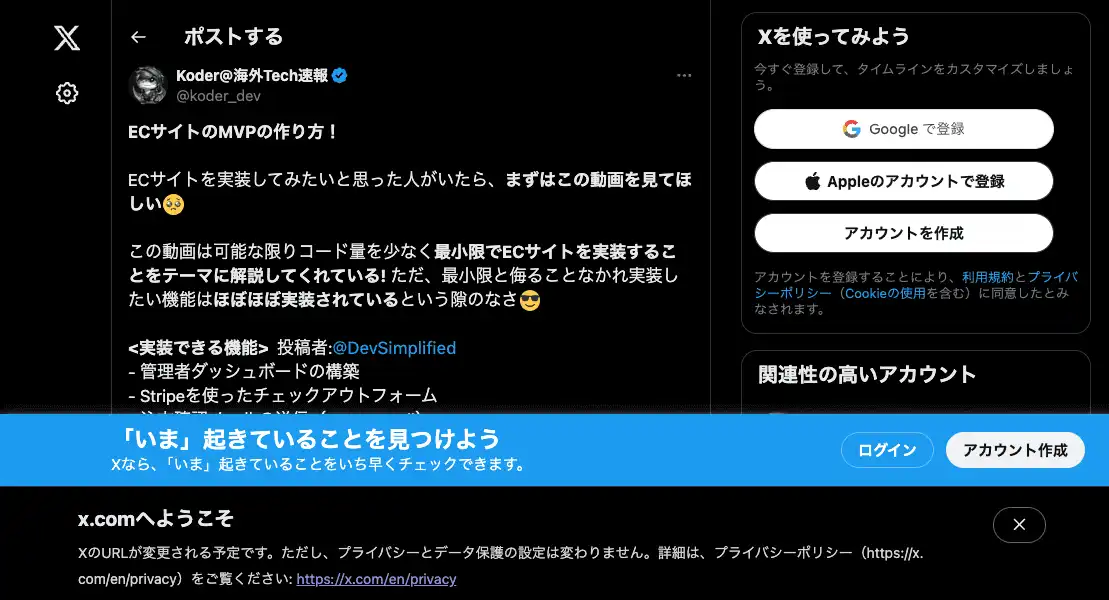 ポストする
Koder@海外Tech速報
@koder_dev
ECサイトのMVPの作り方！
ECサイトを実装してみたいと思った人がいたら、まずはこの動画を見てほ
しい🥺
この動画は可能な限りコード量を少なく最小限でECサイトを実装するこ
とをテーマに解説してくれている! ただ、最小限と侮ることなかれ実装し
たい機能はほぼほぼ実装されているという隙のなさ😎
<実装できる機能> 投稿者:@DevSimplified
- 管理者ダッシュボードの構築
- Stripeを使ったチェックアウトフォーム
Xを使ってみよう
今すぐ登録して、タイムラインをカスタマイズしましょ
う。
Google で登録
Appleのアカウントで登録
アカウントを作成
アカウントを登録することにより、利用規約とプライバ
シーポリシー（Cookieの使用を含む）に同意したとみ
なされます。
関連性の高いアカウント
「いま」起きていることを見つけよう
Xなら、「いま」起きていることをいち早くチェックできます。
ログイン
アカウント作成
x.comへようこそ
XのURLが変更される予定です。ただし、プライバシーとデータ保護の設定は変わりません。詳細は、プライバシーポリシー（https://x.
com/en/privacy）をご覧ください: https://x.com/en/privacy